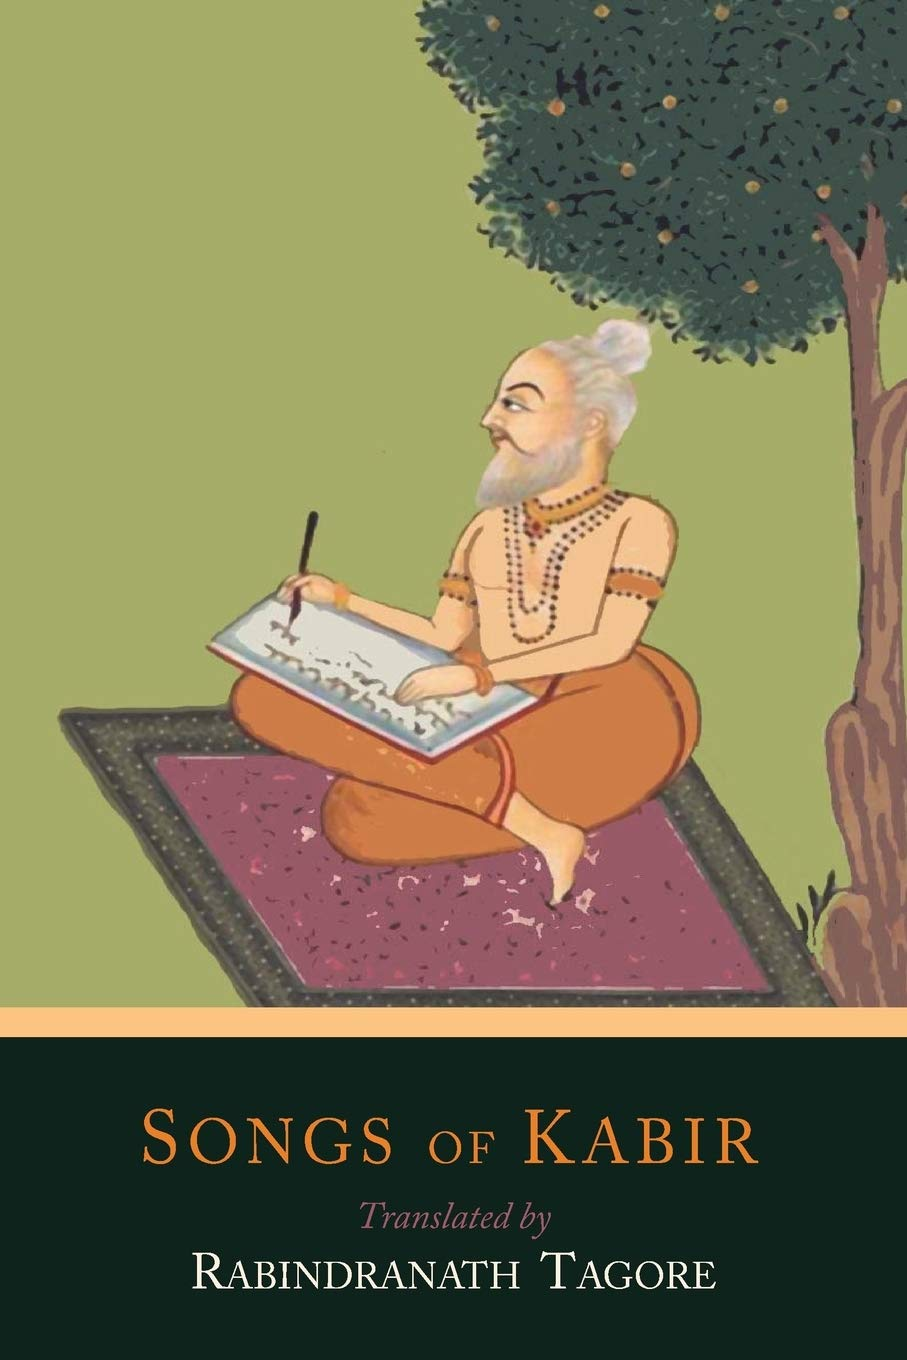 SONGS OF KABIR
Translated by
RABINDRANATH TAGORE